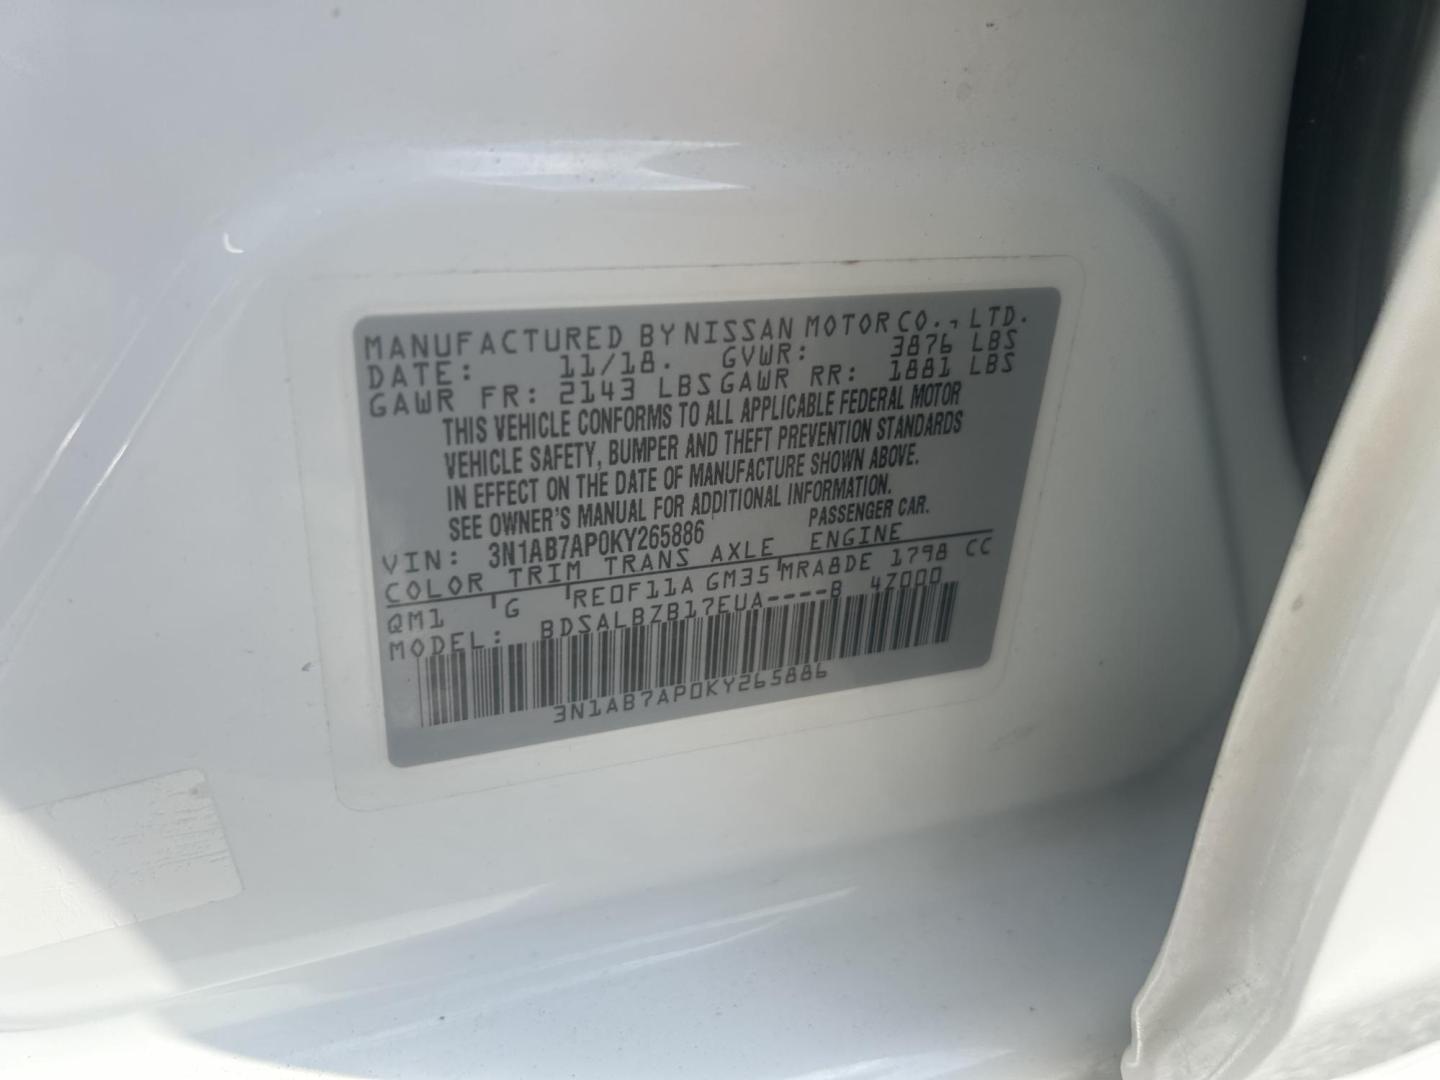 MANUFACTURED BY NISSAN MOTOR CO., LTD.
DATE: 11/18. GVWR: 3876 LBS
GAWR FR: 2143 LBS GAWR RR: 1881 LBS
THIS VEHICLE CONFORMS TO ALL APPLICABLE FEDERAL MOTOR
VEHICLE SAFETY, BUMPER AND THEFT PREVENTION STANDARDS
IN EFFECT ON THE DATE OF MANUFACTURE SHOWN ABOVE.
SEE OWNER'S MANUAL FOR ADDITIONAL INFORMATION.
VIN: 3N1AB7AP0KY265886 PASSENGER CAR.
COLOR TRIM TRANS AXLE ENGINE
QM1 G RE0F11A GM35 MRA8DE 1798 CC
MODEL: BDSALBZB17EUA----B 4Z000
3N1AB7AP0KY265886